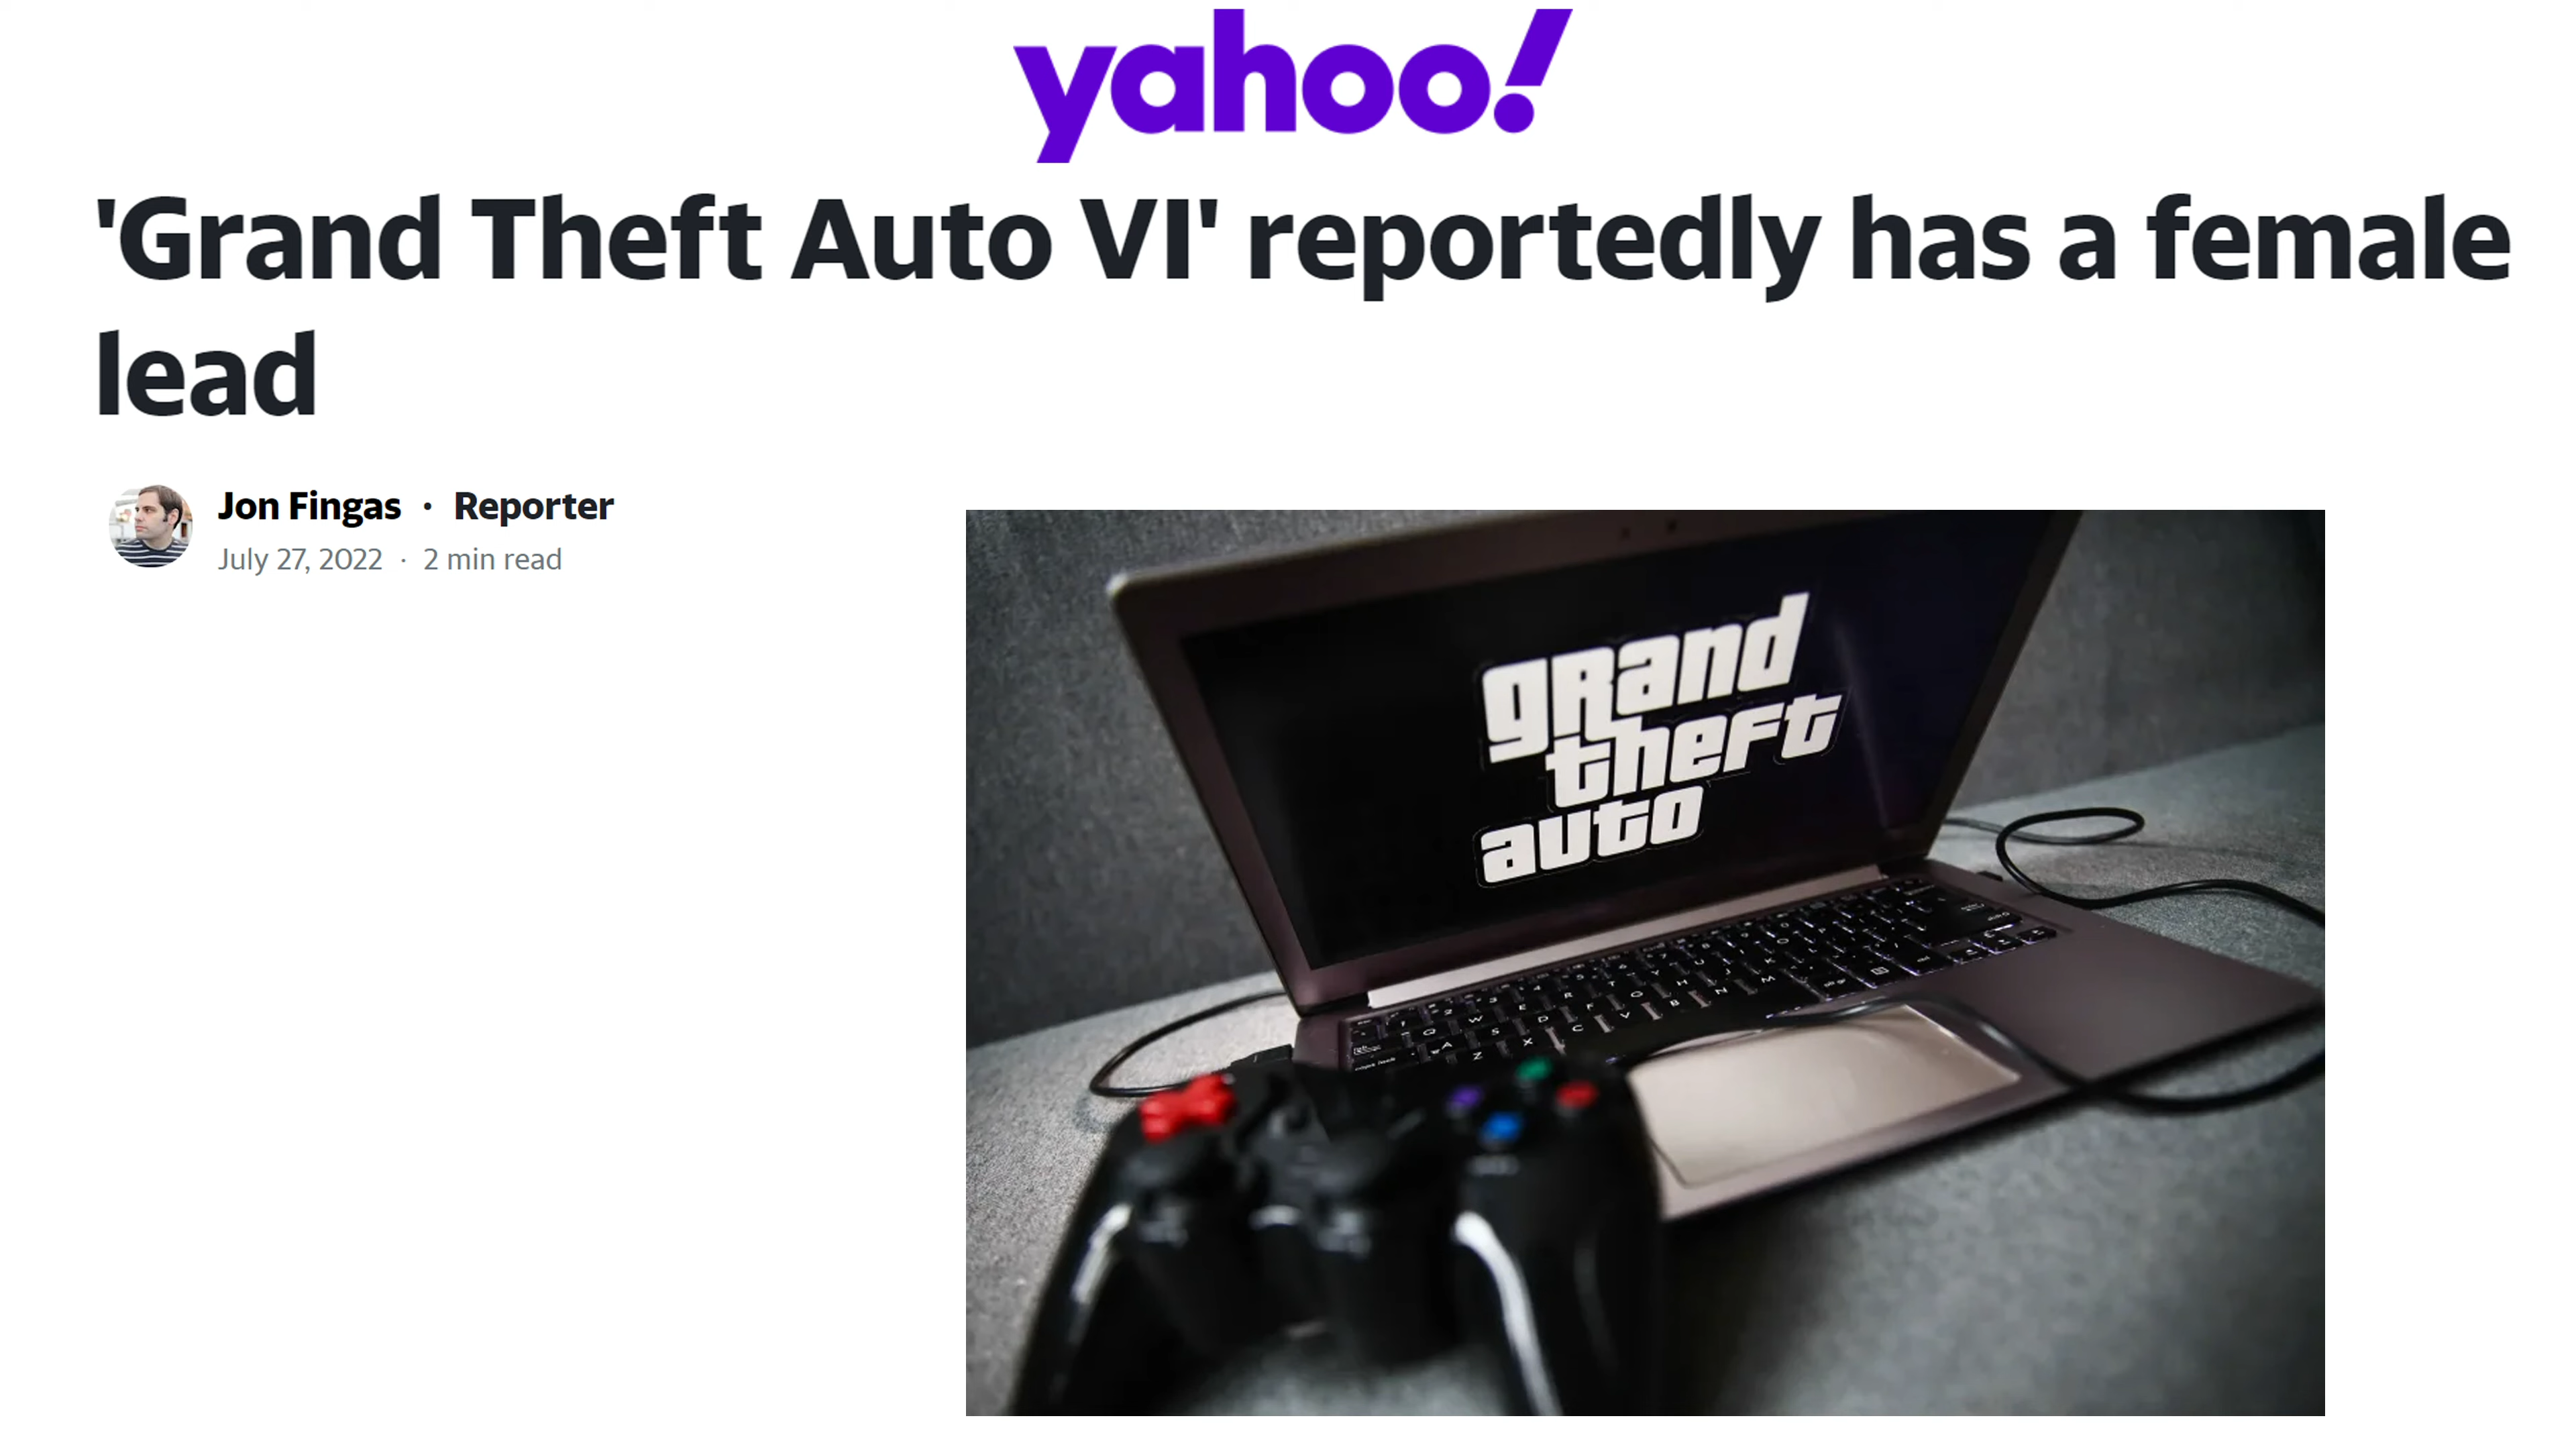 yahoo!
'Grand Theft Auto VI' reportedly has a female
lead
Jon Fingas · Reporter
July 27, 2022 · 2 min read
grand
theft
auto